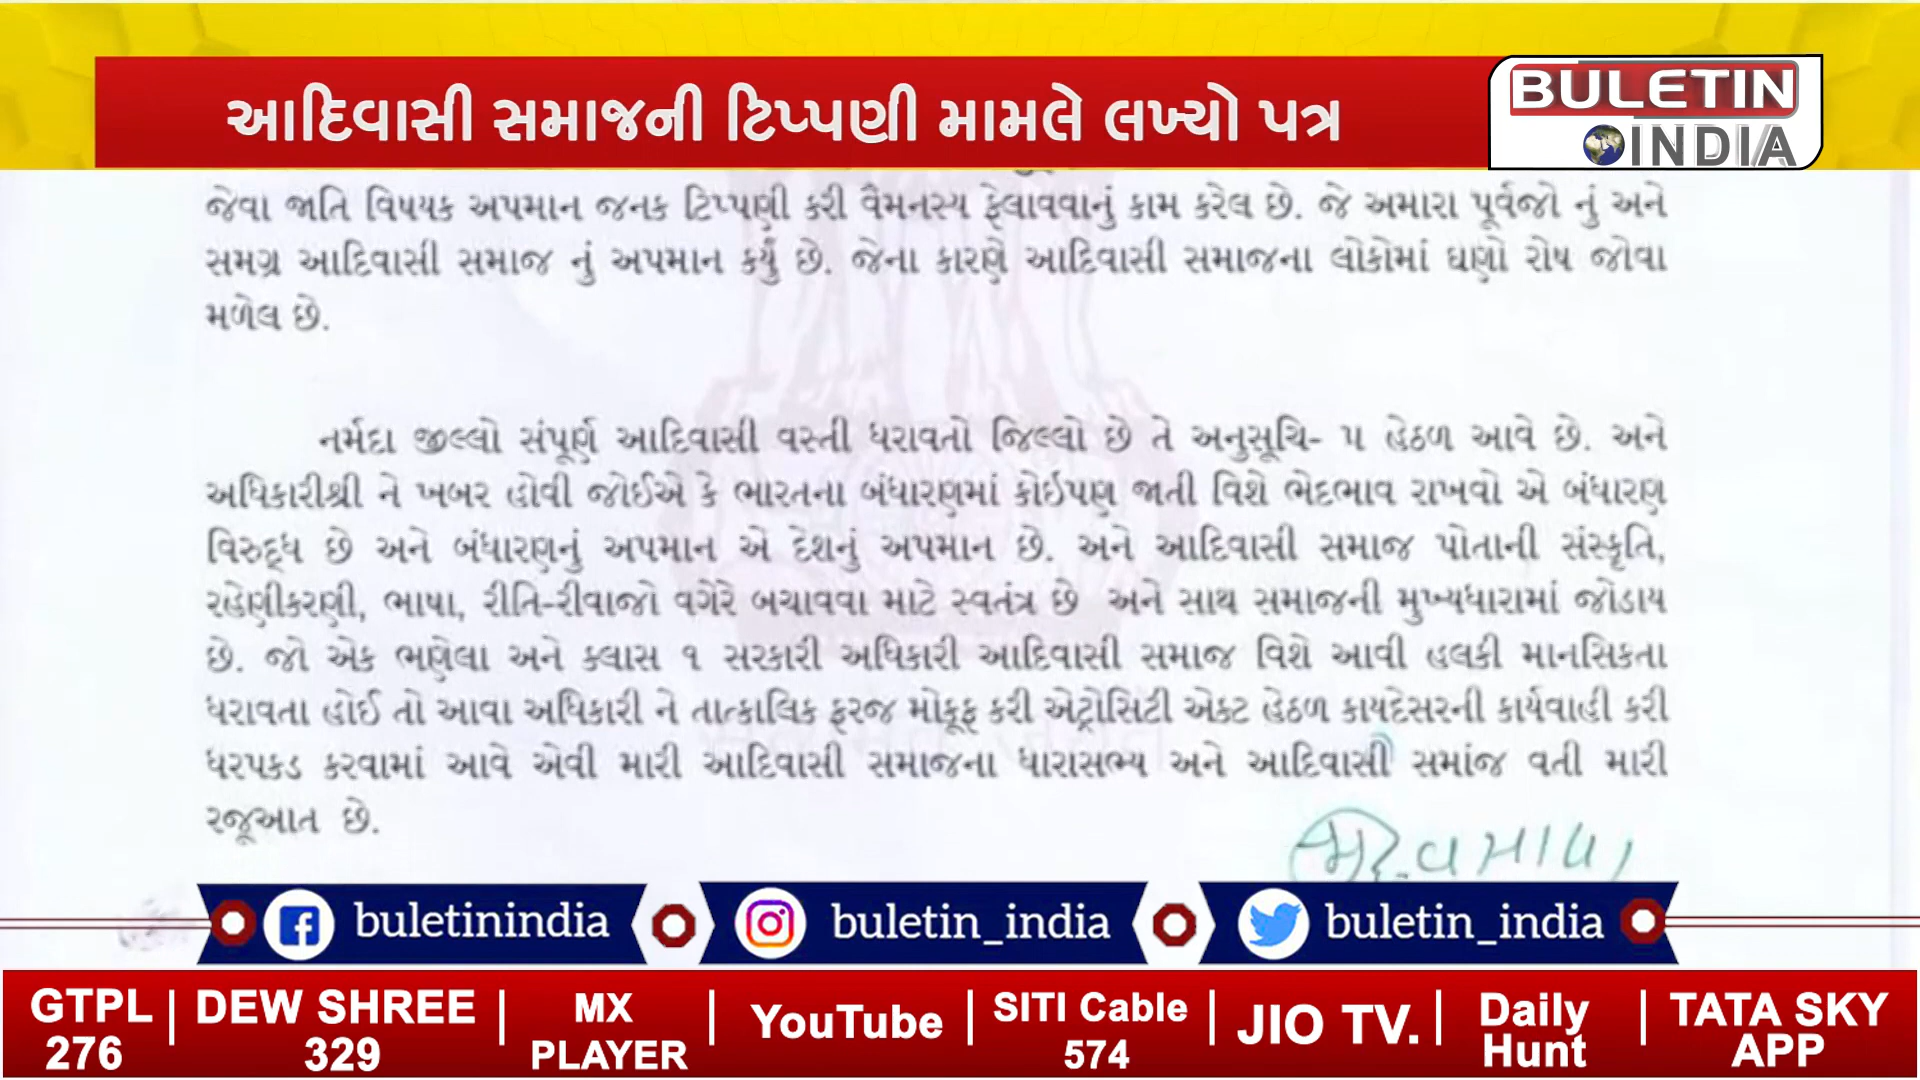 આદિવાસી સમાજની ટિપ્પણી મામલે લખ્યો પત્ર
BULETIN
INDIA
જેવા જાતિ વિષયક અપમાન જનક ટિપ્પણી કરી વૈમનસ્ય ફેલાવવાનું કામ કરેલ છે. જે અમારા પૂર્વજો નું અને
સમગ્ર આદિવાસી સમાજ નું અપમાન કર્યું છે. જેના કારણે આદિવાસી સમાજના લોકોમાં ઘણો રોષ જોવા
મળેલ છે.
નર્મદા જીલ્લો સંપૂર્ણ આદિવાસી વસ્તી ધરાવતો જિલ્લો છે તે અનુસૂચિ- ૫ હેઠળ આવે છે. અને
અધિકારીશ્રી ને ખબર હોવી જોઈએ કે ભારતના બંધારણમાં કોઇપણ જાતી વિશે ભેદભાવ રાખવો એ બંધારણ
વિરુદ્ધ છે અને બંધારણનું અપમાન એ દેશનું અપમાન છે. અને આદિવાસી સમાજ પોતાની સંસ્કૃતિ,
રહેણીકરણી, ભાષા, રીતિ-રીવાજો વગેરે બચાવવા માટે સ્વતંત્ર છે અને સાથ સમાજની મુખ્યધારામાં જોડાય
છે. જો એક ભણેલા અને ક્લાસ ૧ સરકારી અધિકારી આદિવાસી સમાજ વિશે આવી હલકી માનસિકતા
ધરાવતા હોઈ તો આવા અધિકારી ને તાત્કાલિક ફરજ મોકૂફ કરી એટ્રોસિટી એક્ટ હેઠળ કાયદેસરની કાર્યવાહી કરી
ધરપકડ કરવામાં આવે એવી મારી આદિવાસી સમાજના ધારાસભ્ય અને આદિવાસી સમાંજ વતી મારી
રજૂઆત છે.
buletinindia buletin_india buletin_india
GTPL 276 | DEW SHREE 329 | MX PLAYER | YouTube | SITI Cable 574 | JIO TV. | Daily Hunt | TATA SKY APP